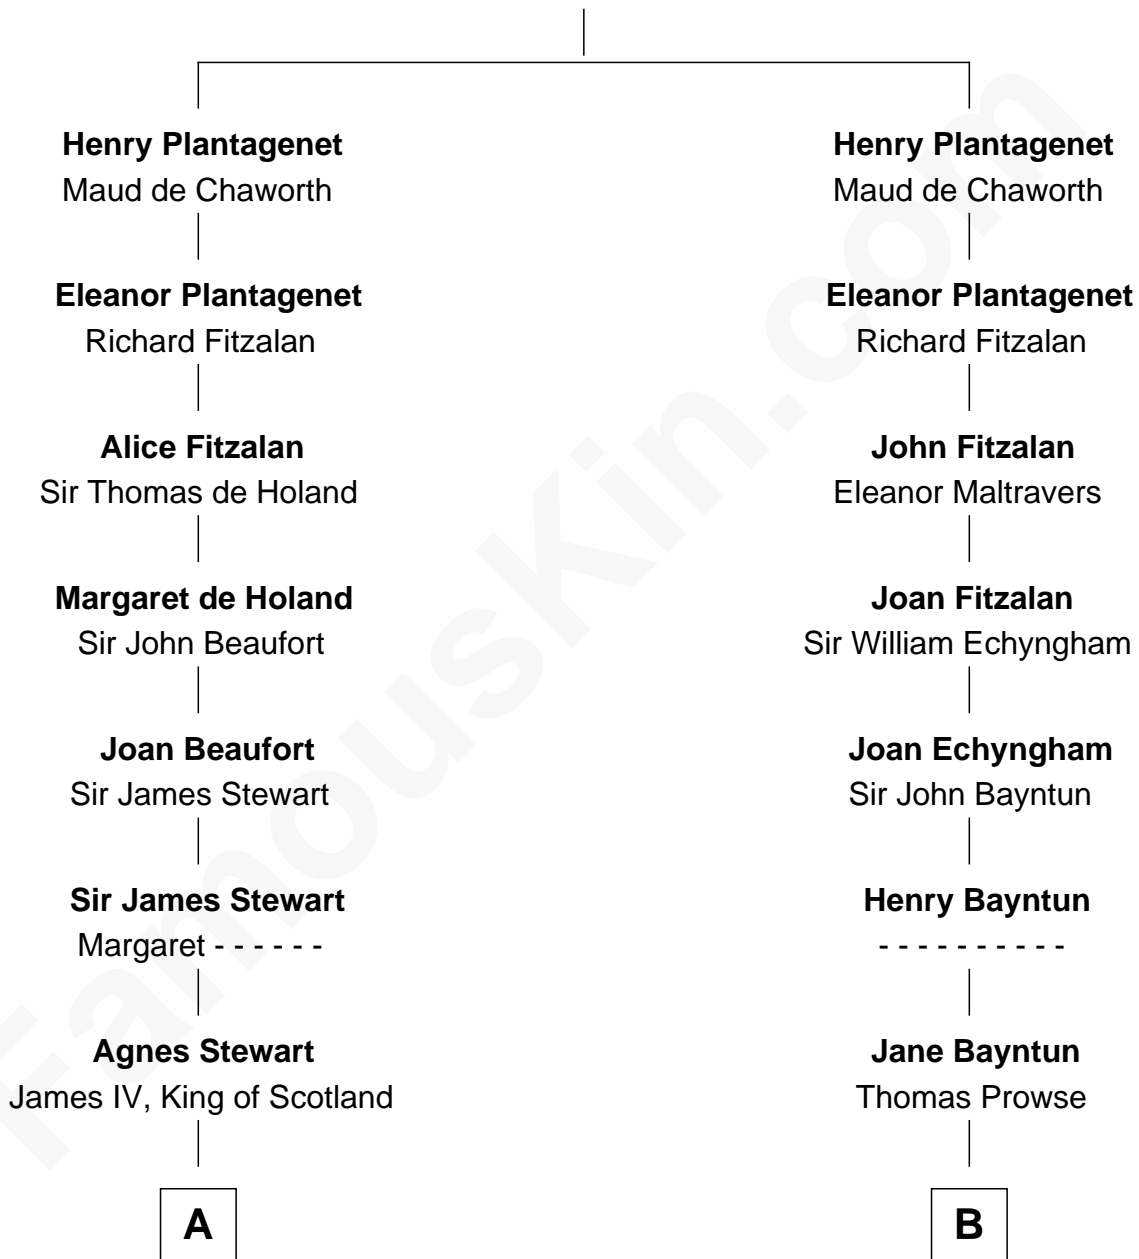 Henry Plantagenet
Maud de Chaworth
Eleanor Plantagenet
Richard Fitzalan
Alice Fitzalan
Sir Thomas de Holand
Margaret de Holand
Sir John Beaufort
Joan Beaufort
Sir James Stewart
Sir James Stewart
Margaret - - - - - -
Agnes Stewart
James IV, King of Scotland
A
Henry Plantagenet
Maud de Chaworth
Eleanor Plantagenet
Richard Fitzalan
John Fitzalan
Eleanor Maltravers
Joan Fitzalan
Sir William Echyngham
Joan Echyngham
Sir John Bayntun
Henry Bayntun
- - - - - - - - - -
Jane Bayntun
Thomas Prowse
B
FamousKin.com